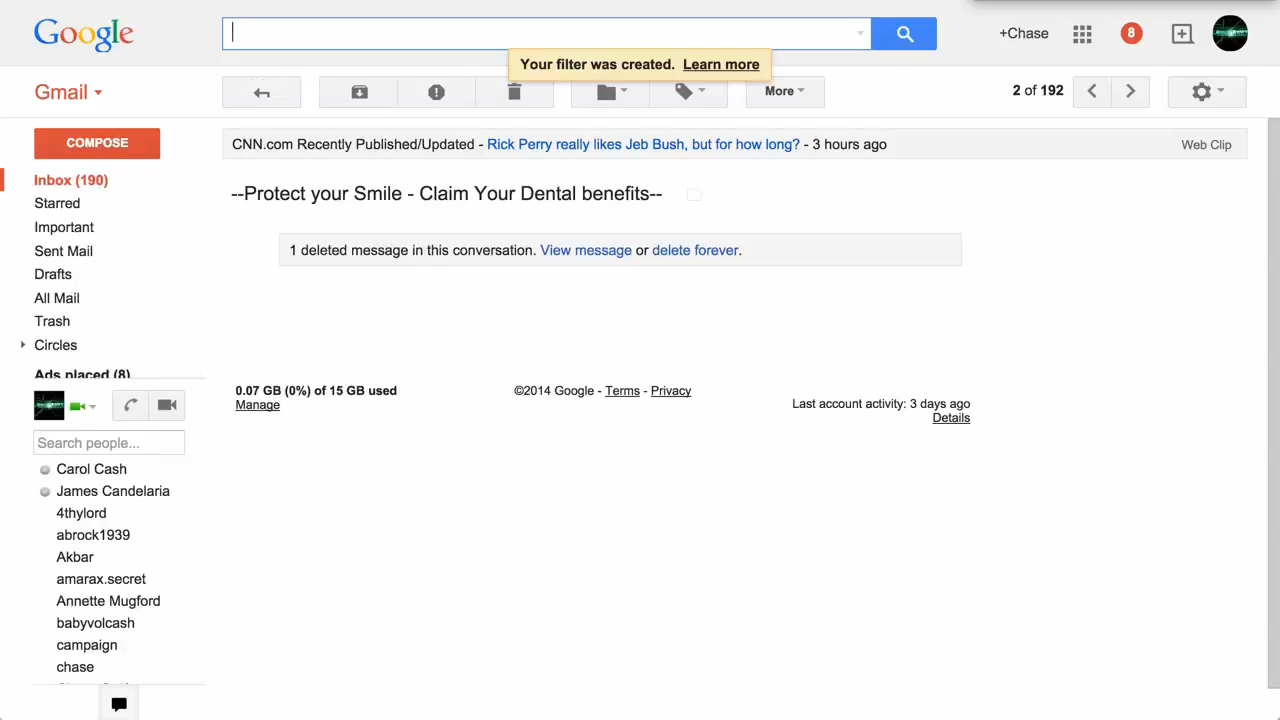 Google
+Chase
8
Your filter was created. Learn more
Gmail
More
2 of 192
COMPOSE
CNN.com Recently Published/Updated - Rick Perry really likes Jeb Bush, but for how long? - 3 hours ago
Web Clip
Inbox (190)
Starred
Important
Sent Mail
Drafts
All Mail
Trash
Circles
Ads placed (8)
--Protect your Smile - Claim Your Dental benefits--
1 deleted message in this conversation. View message or delete forever.
0.07 GB (0%) of 15 GB used
Manage
©2014 Google - Terms - Privacy
Last account activity: 3 days ago
Details
Search people...
Carol Cash
James Candelaria
4thylord
abrock1939
Akbar
amarax.secret
Annette Mugford
babyvolcash
campaign
chase